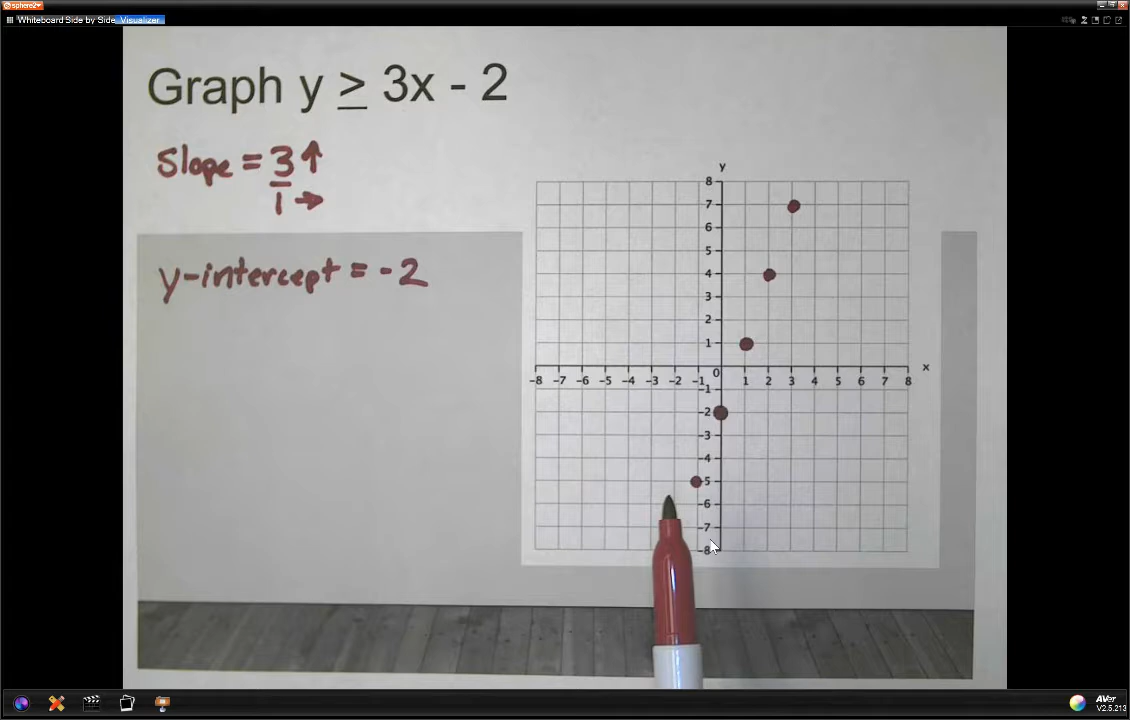 sphere2
Whiteboard Side by Side Visualizer
Graph y ≥ 3x - 2
Slope = 3 ↑
1 →
y-intercept = -2
y
8
7
6
5
4
3
2
1
0
-8 -7 -6 -5 -4 -3 -2 -1 1 2 3 4 5 6 7 8 x
-1
-2
-3
-4
-5
-6
-7
-8
AVer
V2.5.213